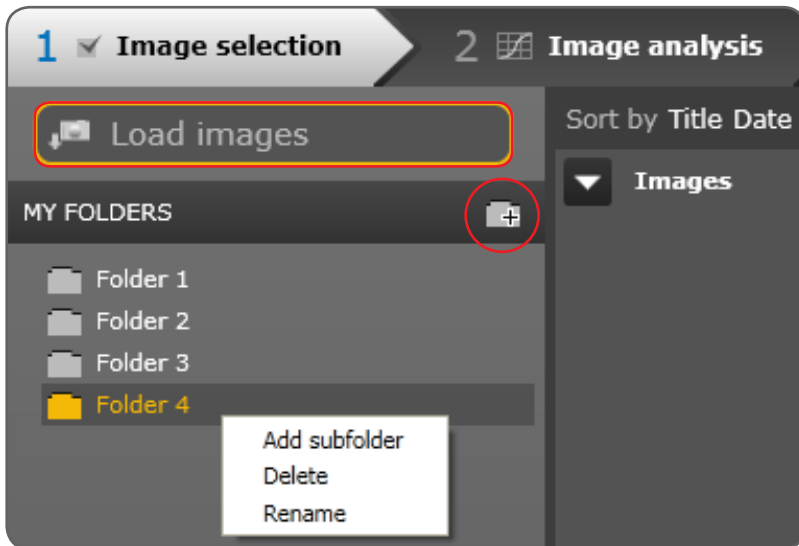 1 Image selection 2 Image analysis
Load images
Sort by Title Date
Images
MY FOLDERS
Folder 1
Folder 2
Folder 3
Folder 4
Add subfolder
Delete
Rename